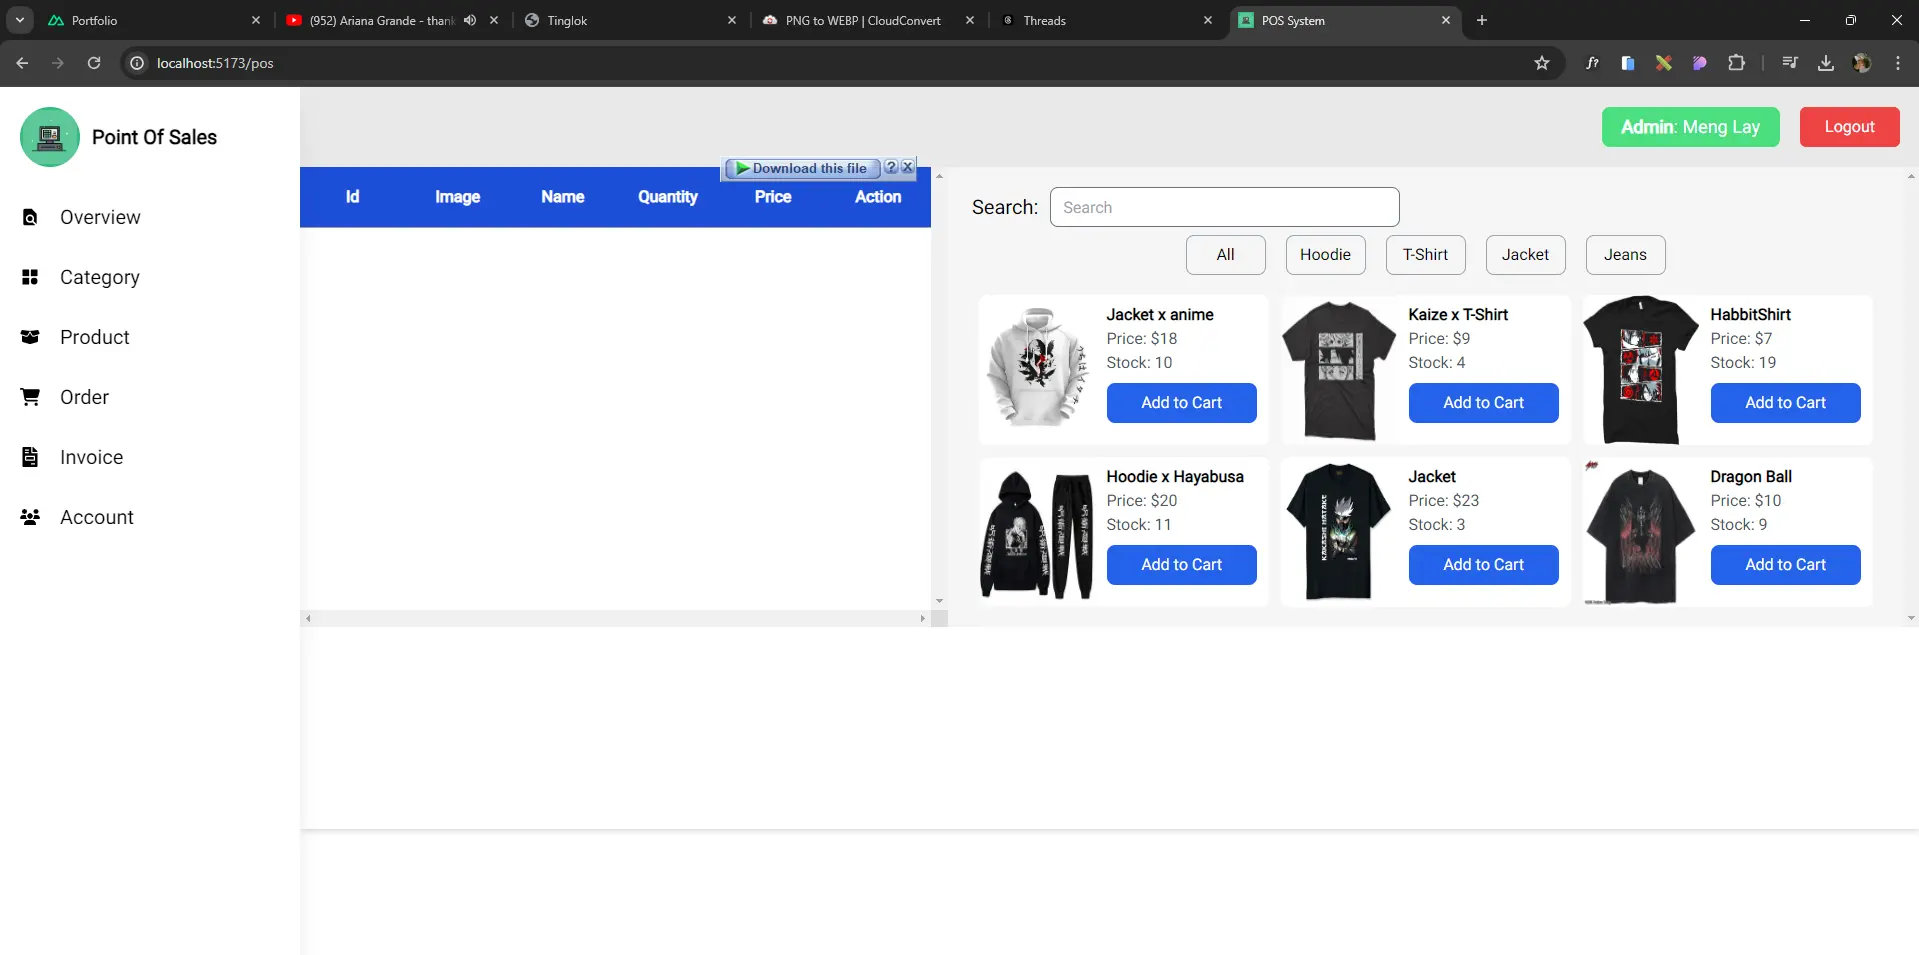 Portfolio
(952) Ariana Grande - thank
Tinglok
PNG to WEBP | CloudConvert
Threads
POS System
localhost:5173/pos
Point Of Sales
Admin: Meng Lay
Logout
Overview
Category
Product
Order
Invoice
Account
Download this file
Id Image Name Quantity Price Action
Search: Search
All Hoodie T-Shirt Jacket Jeans
Jacket x anime
Price: $18
Stock: 10
Add to Cart
Kaize x T-Shirt
Price: $9
Stock: 4
Add to Cart
HabbitShirt
Price: $7
Stock: 19
Add to Cart
Hoodie x Hayabusa
Price: $20
Stock: 11
Add to Cart
KAKASHI HATAKE
Jacket
Price: $23
Stock: 3
Add to Cart
Dragon Ball
Price: $10
Stock: 9
Add to Cart